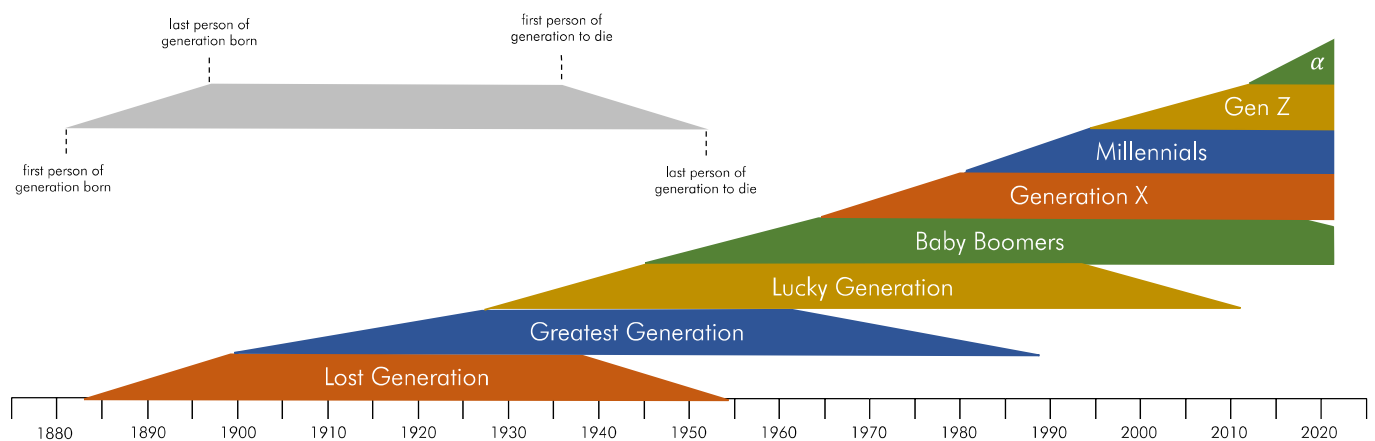 last person of
generation born
first person of
generation to die
first person of
generation born
last person of
generation to die
α
Gen Z
Millennials
Generation X
Baby Boomers
Lucky Generation
Greatest Generation
Lost Generation
1880 1890 1900 1910 1920 1930 1940 1950 1960 1970 1980 1990 2000 2010 2020